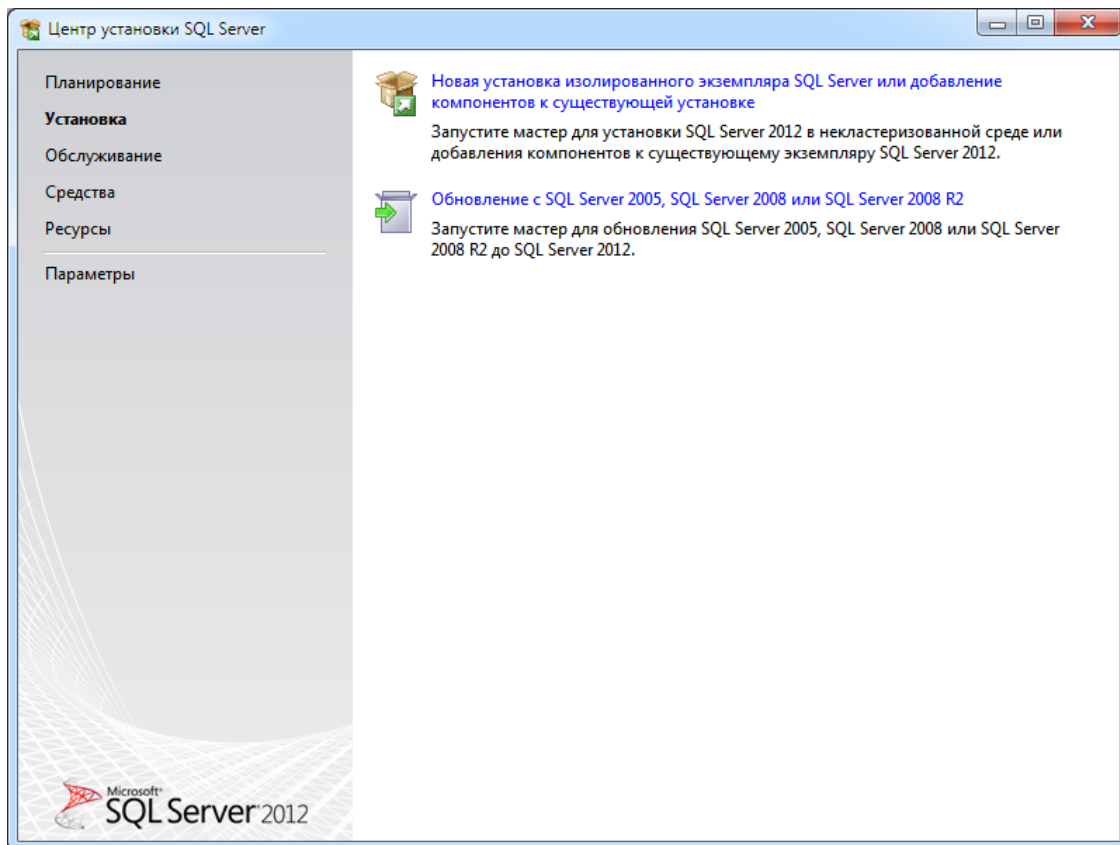 Центр установки SQL Server
Планирование
Установка
Обслуживание
Средства
Ресурсы
Параметры
Новая установка изолированного экземпляра SQL Server или добавление
компонентов к существующей установке
Запустите мастер для установки SQL Server 2012 в некластеризованной среде или
добавления компонентов к существующему экземпляру SQL Server 2012.
Обновление с SQL Server 2005, SQL Server 2008 или SQL Server 2008 R2
Запустите мастер для обновления SQL Server 2005, SQL Server 2008 или SQL Server
2008 R2 до SQL Server 2012.
Microsoft®
SQL Server® 2012